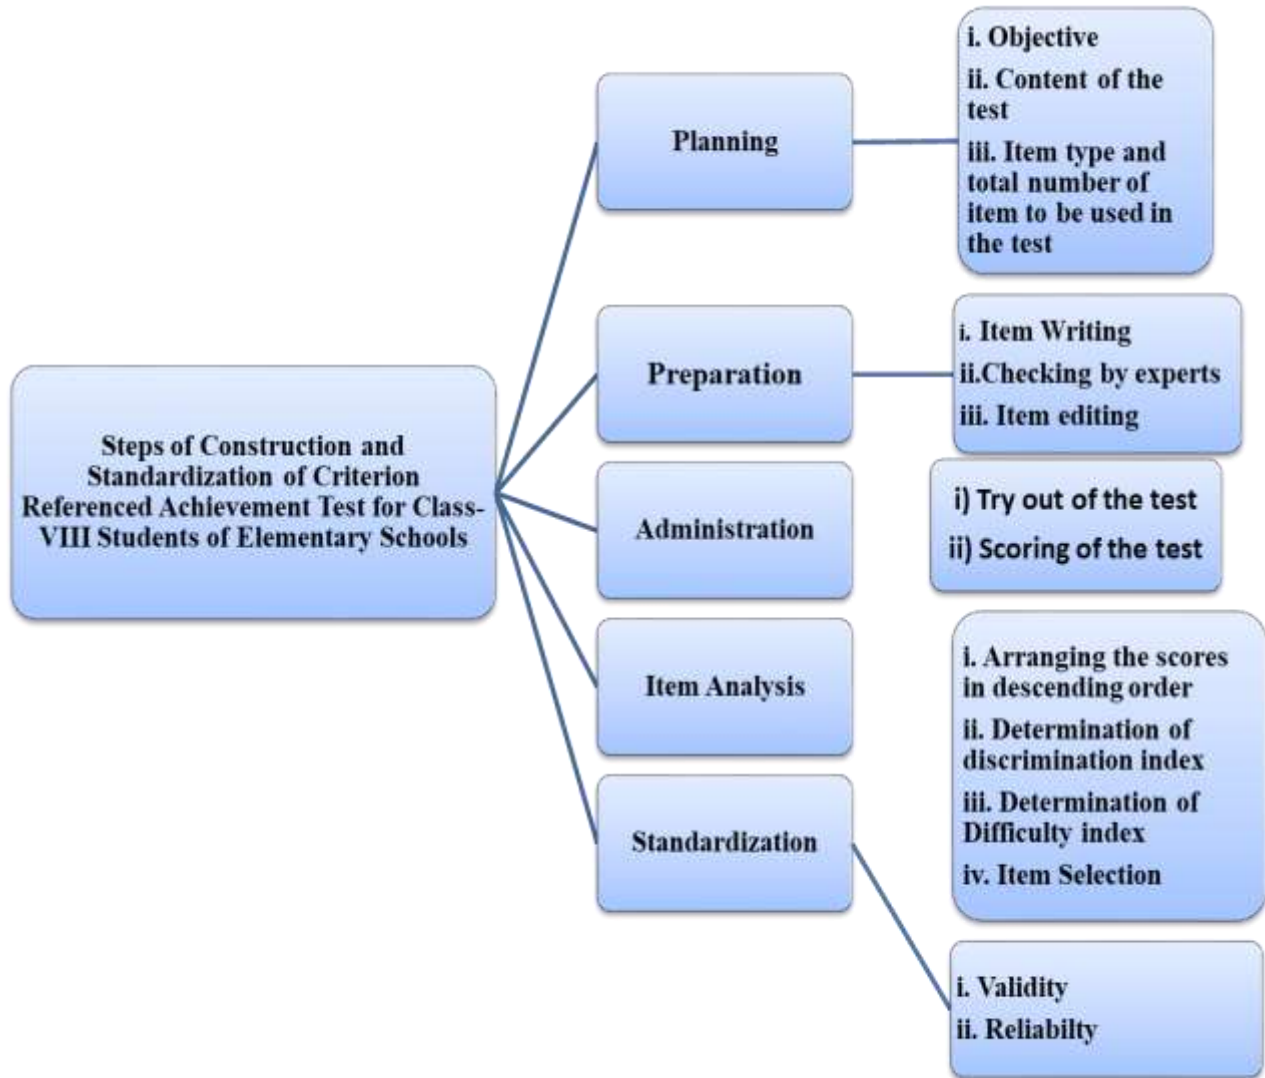 Steps of Construction and
Standardization of Criterion
Referenced Achievement Test for Class-
VIII Students of Elementary Schools
Planning
i. Objective
ii. Content of the
test
iii. Item type and
total number of
item to be used in
the test
Preparation
i. Item Writing
ii.Checking by experts
iii. Item editing
Administration
i) Try out of the test
ii) Scoring of the test
Item Analysis
i. Arranging the scores
in descending order
ii. Determination of
discrimination index
iii. Determination of
Difficulty index
iv. Item Selection
Standardization
i. Validity
ii. Reliabilty